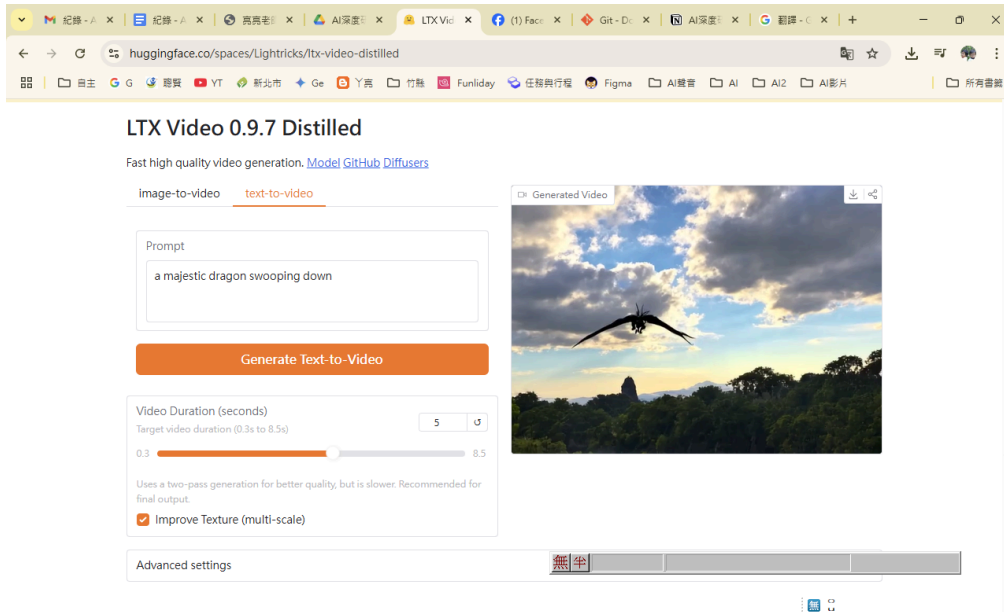 紀錄 - A
紀錄 - A
亮亮老
AI深度
LTX Vid
(1) Face
Git - Dc
AI深度
翻譯 - G
huggingface.co/spaces/Lightricks/ltx-video-distilled
自主
G
YT
新北市
Ge
丫亮
竹縣
Funliday
任務與行程
Figma
AI聲音
AI
AI2
AI影片
所有書籤
LTX Video 0.9.7 Distilled
Fast high quality video generation. Model GitHub Diffusers
image-to-video text-to-video
Generated Video
Prompt
a majestic dragon swooping down
Generate Text-to-Video
Video Duration (seconds)
Target video duration (0.3s to 8.5s)
5
0.3
8.5
Uses a two-pass generation for better quality, but is slower. Recommended for
final output.
Improve Texture (multi-scale)
Advanced settings
無 半
無